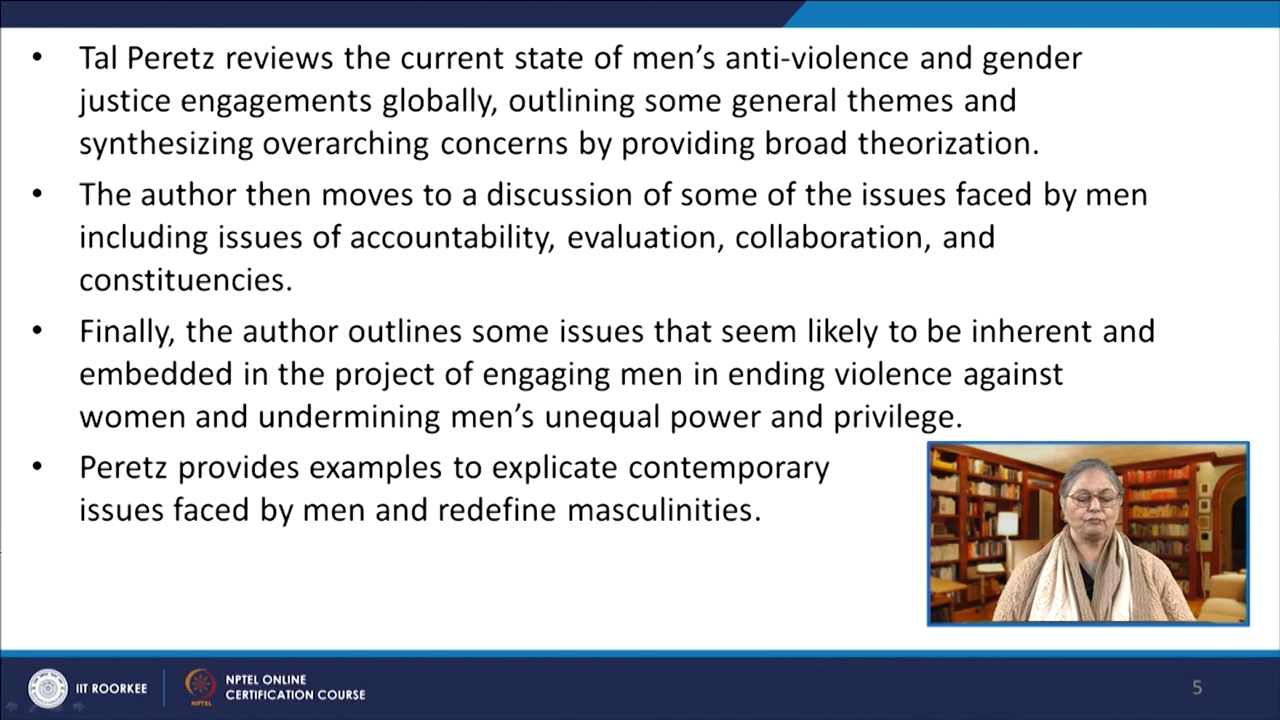 • Tal Peretz reviews the current state of men’s anti-violence and gender
justice engagements globally, outlining some general themes and
synthesizing overarching concerns by providing broad theorization.
• The author then moves to a discussion of some of the issues faced by men
including issues of accountability, evaluation, collaboration, and
constituencies.
• Finally, the author outlines some issues that seem likely to be inherent and
embedded in the project of engaging men in ending violence against
women and undermining men’s unequal power and privilege.
• Peretz provides examples to explicate contemporary
issues faced by men and redefine masculinities.
IIT ROORKEE
NPTEL
NPTEL ONLINE
CERTIFICATION COURSE
5